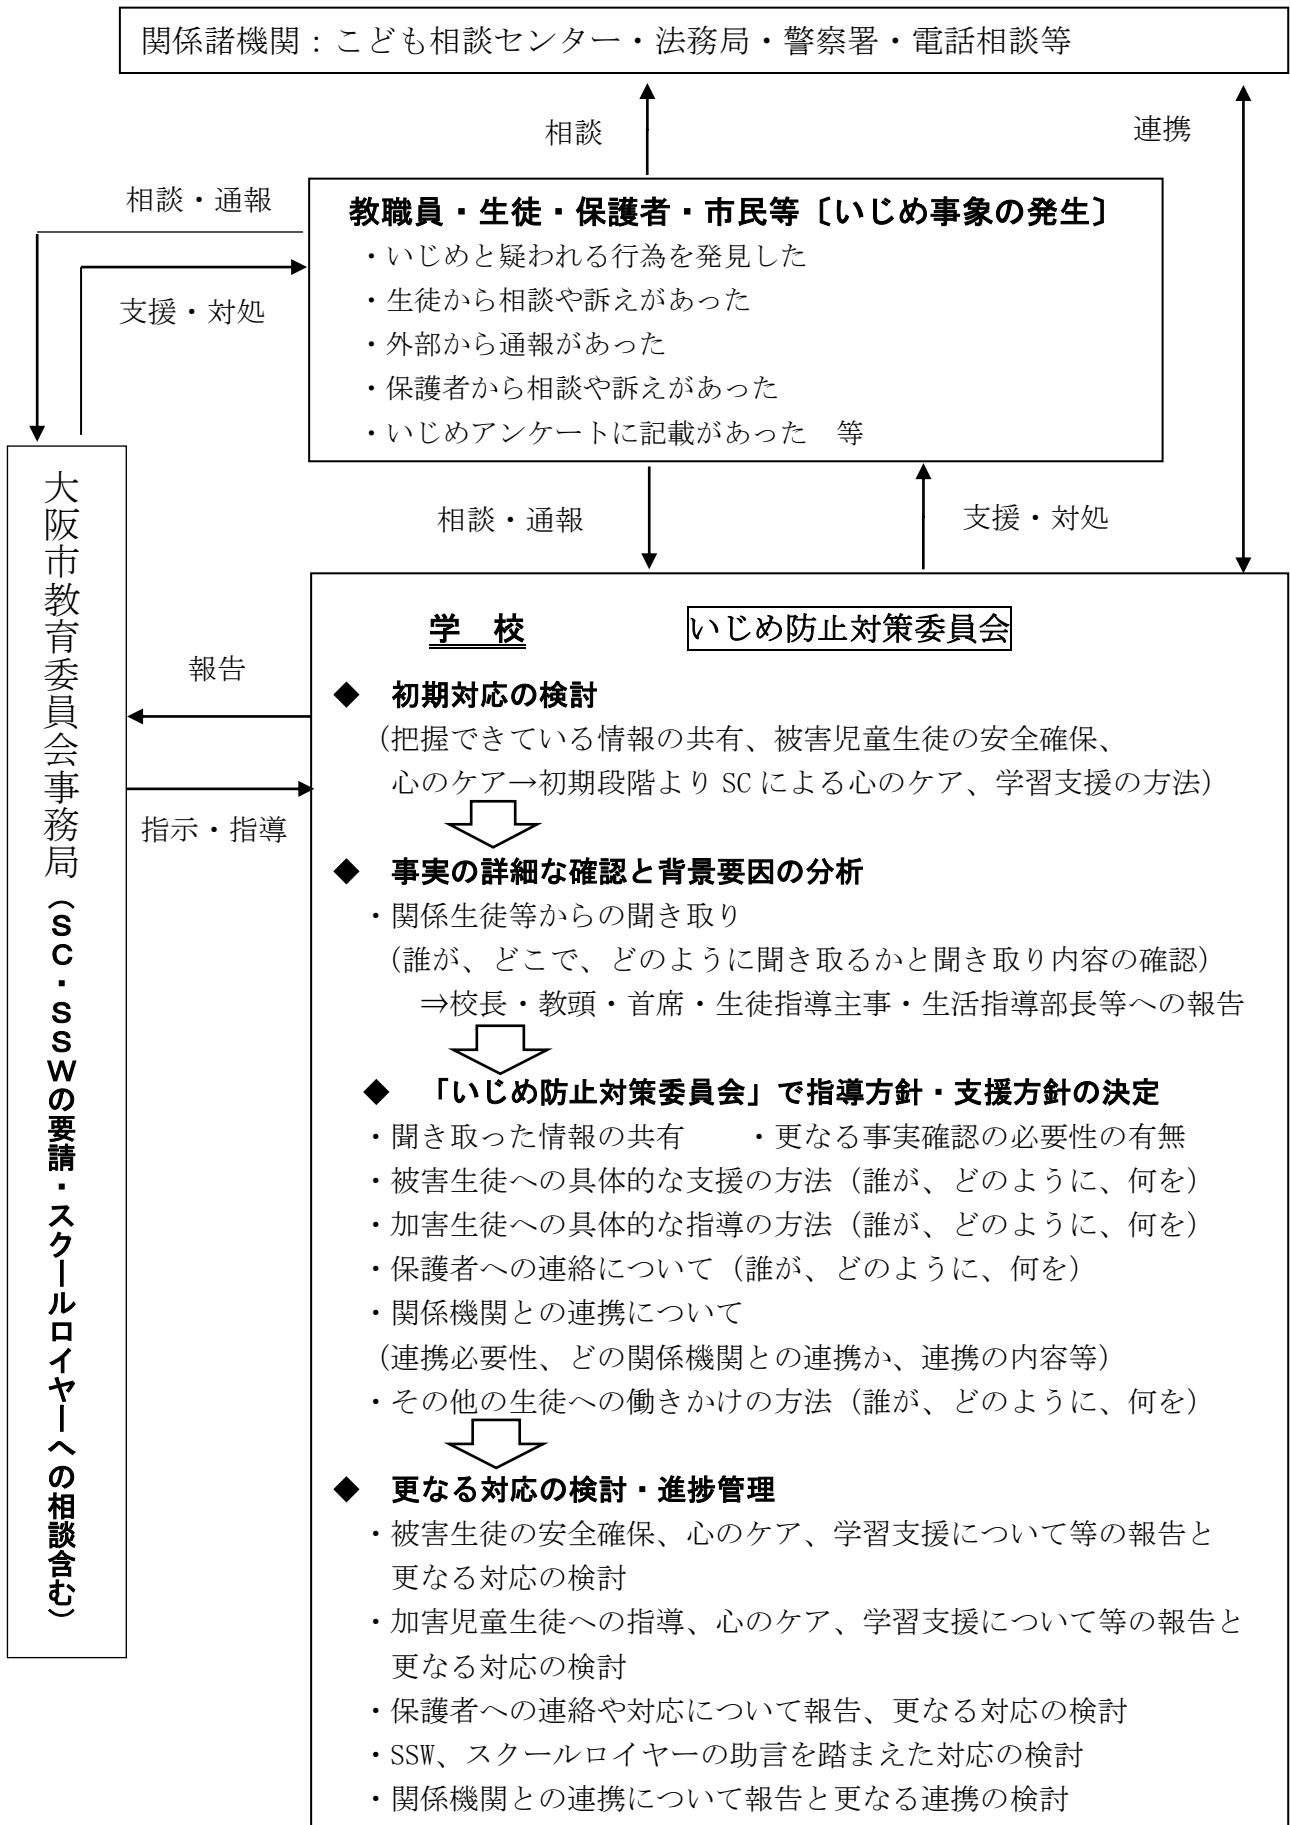 関係諸機関：こども相談センター・法務局・警察署・電話相談等
相談
連携
相談・通報
支援・対処
教職員・生徒・保護者・市民等〔いじめ事象の発生〕
・いじめと疑われる行為を発見した
・生徒から相談や訴えがあった
・外部から通報があった
・保護者から相談や訴えがあった
・いじめアンケートに記載があった　等
相談・通報
支援・対処
大阪市教育委員会事務局（ＳＣ・ＳＳＷの要請・スクールロイヤーへの相談含む）
報告
指示・指導
学　校
いじめ防止対策委員会
◆　初期対応の検討
（把握できている情報の共有、被害児童生徒の安全確保、
心のケア→初期段階より SC による心のケア、学習支援の方法）
◆　事実の詳細な確認と背景要因の分析
・関係生徒等からの聞き取り
（誰が、どこで、どのように聞き取るかと聞き取り内容の確認）
⇒校長・教頭・首席・生徒指導主事・生活指導部長等への報告
◆　「いじめ防止対策委員会」で指導方針・支援方針の決定
・聞き取った情報の共有　　・更なる事実確認の必要性の有無
・被害生徒への具体的な支援の方法（誰が、どのように、何を）
・加害生徒への具体的な指導の方法（誰が、どのように、何を）
・保護者への連絡について（誰が、どのように、何を）
・関係機関との連携について
（連携必要性、どの関係機関との連携か、連携の内容等）
・その他の生徒への働きかけの方法（誰が、どのように、何を）
◆　更なる対応の検討・進捗管理
・被害生徒の安全確保、心のケア、学習支援について等の報告と
更なる対応の検討
・加害児童生徒への指導、心のケア、学習支援について等の報告と
更なる対応の検討
・保護者への連絡や対応について報告、更なる対応の検討
・SSW、スクールロイヤーの助言を踏まえた対応の検討
・関係機関との連携について報告と更なる連携の検討